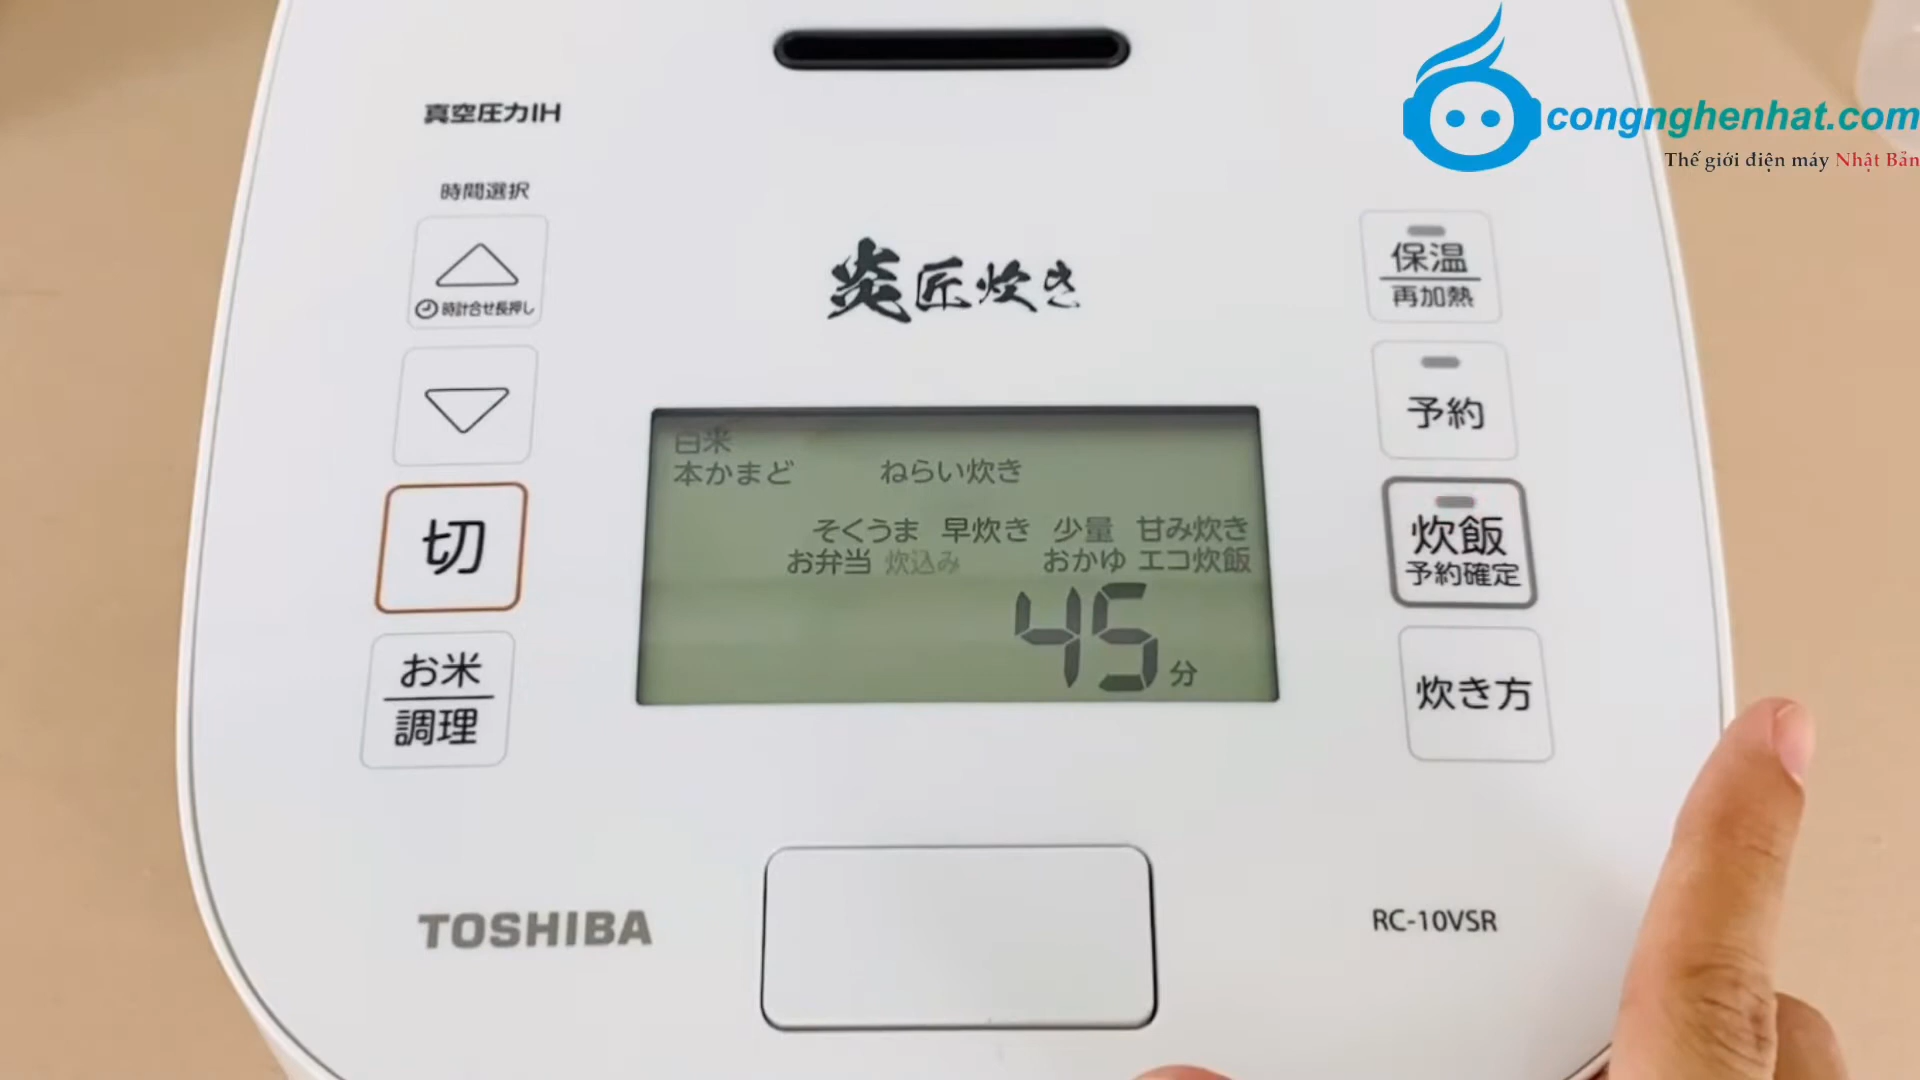 congnghenhat.com
Thế giới điện máy Nhật Bản
真空圧力IH
時間選択
時計合せ長押し
切
お米
調理
炎匠炊き
白米
本かまど ねらい炊き
そくうま 早炊き 少量 甘み炊き
お弁当 炊込み おかゆ エコ炊飯
45分
保温
再加熱
予約
炊飯
予約確定
炊き方
TOSHIBA
RC-10VSR